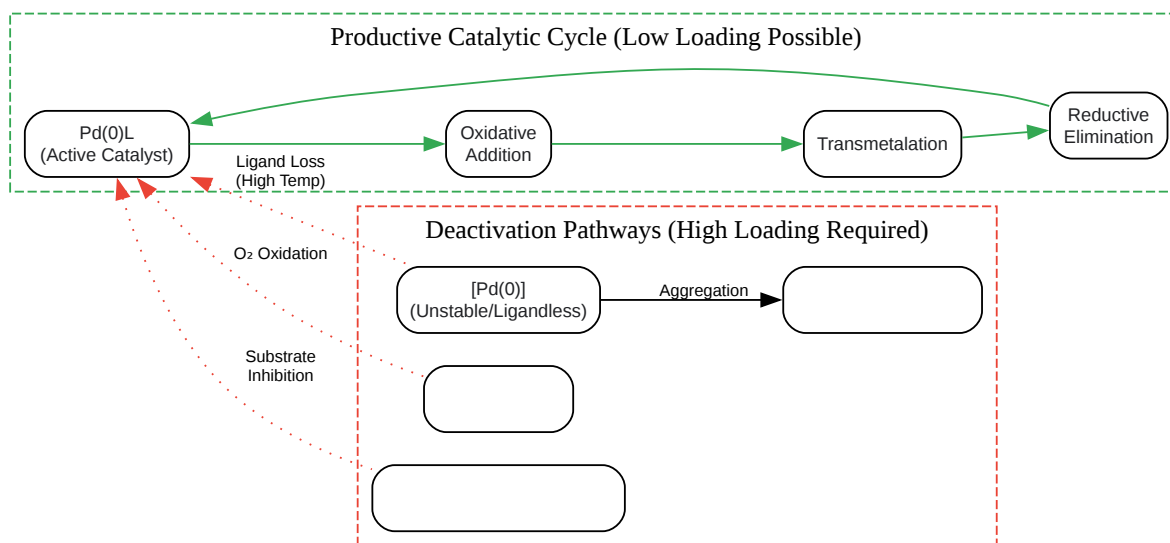 Productive Catalytic Cycle (Low Loading Possible)
Pd(0)L
(Active Catalyst)
Oxidative
Addition
Transmetalation
Reductive
Elimination
Ligand Loss
(High Temp)
Deactivation Pathways (High Loading Required)
O₂ Oxidation
[Pd(0)]
(Unstable/Ligandless)
Aggregation
Substrate
Inhibition